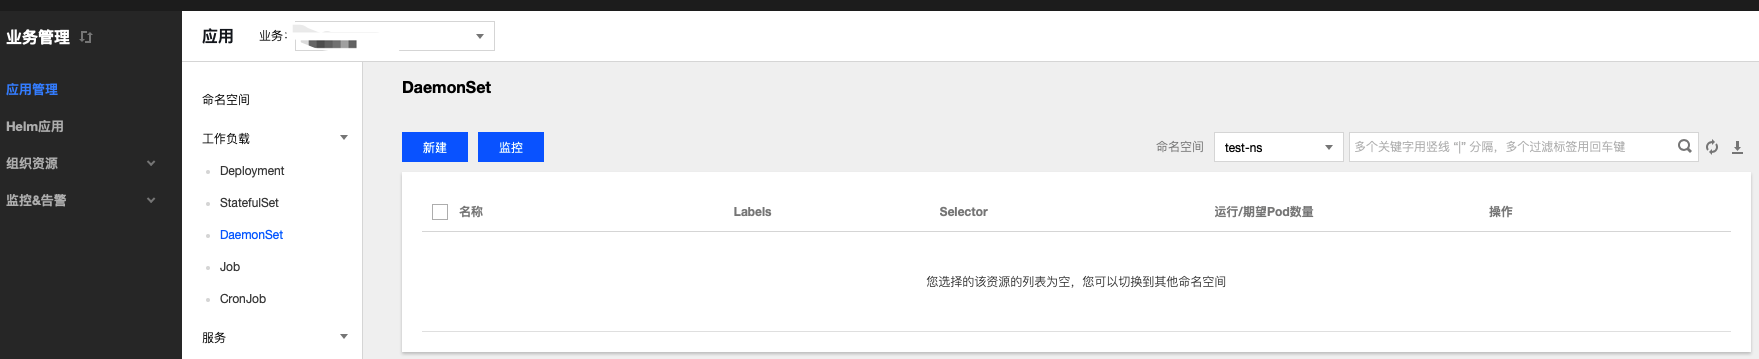 业务管理
应用 业务：
应用管理
Helm应用
组织资源
监控&告警
命名空间
工作负载
Deployment
StatefulSet
DaemonSet
Job
CronJob
服务
DaemonSet
新建 监控 命名空间 test-ns 多个关键字用竖线 “|” 分隔，多个过滤标签用回车键
名称 Labels Selector 运行/期望Pod数量 操作
您选择的该资源的列表为空，您可以切换到其他命名空间